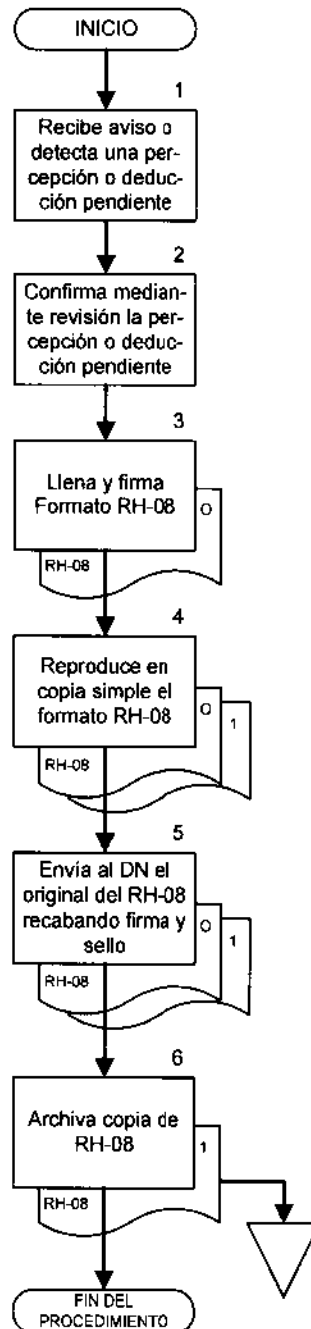 INICIO
1
Recibe aviso o
detecta una per-
cepción o deduc-
ción pendiente
2
Confirma median-
te revisión la per-
cepción o deduc-
ción pendiente
3
Llena y firma
Formato RH-08
O
RH-08
4
Reproduce en
copia simple el
formato RH-08
O
1
RH-08
5
Envía al DN el
original del RH-08
recabando firma y
sello
O
1
RH-08
6
Archiva copia de
RH-08
1
RH-08
FIN DEL
PROCEDIMIENTO